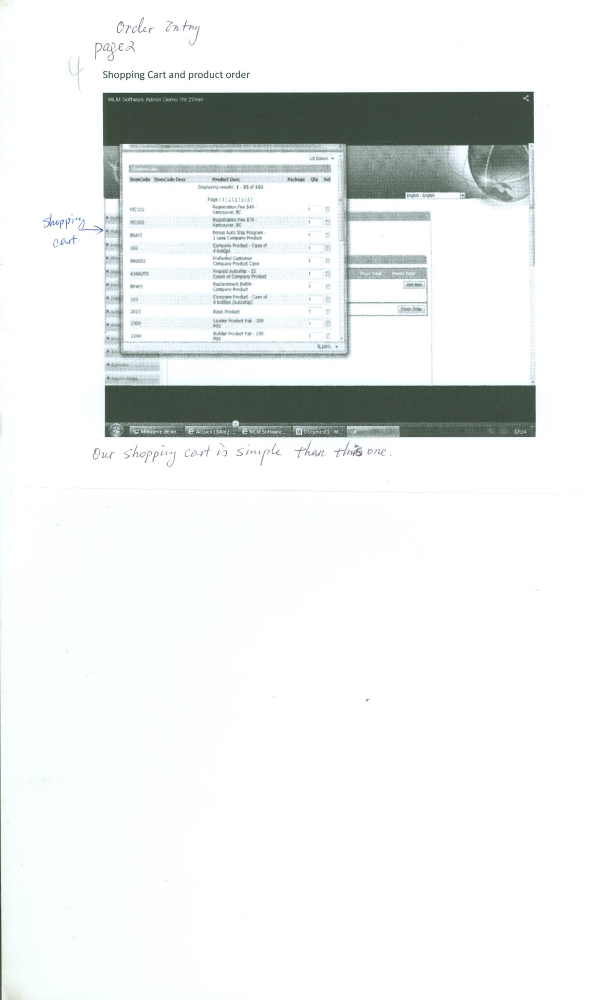 Order Entry
page 2
4
Shopping Cart and product order
MLM Software Admin Demo 1hr 27min
US Dollars
Product List
ItemCode ItemCode Desc Product Desc Package Qty Sel
Displaying results: 1 - 25 of 102
Page | 1 | 2 | 3 | 4 | 5 |
English - English
Registration Fee $49 -
Vancouver, BC
1
YXC102 Registration Fee $79 - 1
Vancouver, BC
shopping
cart.
Bonus Auto Ship Program - 1
1 case Company Product
102 Company Product - Case of 1
4 bottles
880002 Preferred Customer 1
Company Product Case
416AUTO Prepaid Autoship - 12 1
Cases of Company Product
RP401 Replacement Bottle - 1
Company Product
201 Company Product - Case of 1
4 bottles (Autoship)
2015 Basic Product 1
2300 Leader Product Pak - 200 1
PSV
2200 Builder Product Pak - 150 1
PSV
100%
Price Total Points Total
Add Item
Finish Order
Summary
Minuterie de vo... Accueil | BAnQ |... MLM Software ... Document1 - M... 17:24
Our shopping cart is simple than this one.